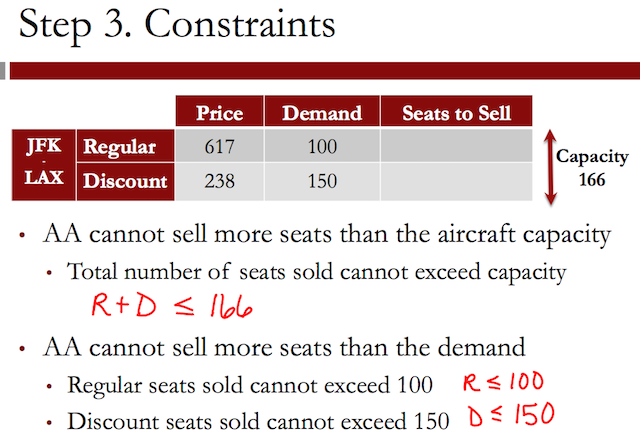 Step 3. Constraints
Price Demand Seats to Sell
JFK Regular 617 100
-
LAX Discount 238 150
Capacity
166
• AA cannot sell more seats than the aircraft capacity
• Total number of seats sold cannot exceed capacity
R+D ≤ 166
• AA cannot sell more seats than the demand
• Regular seats sold cannot exceed 100 R ≤ 100
• Discount seats sold cannot exceed 150 D ≤ 150